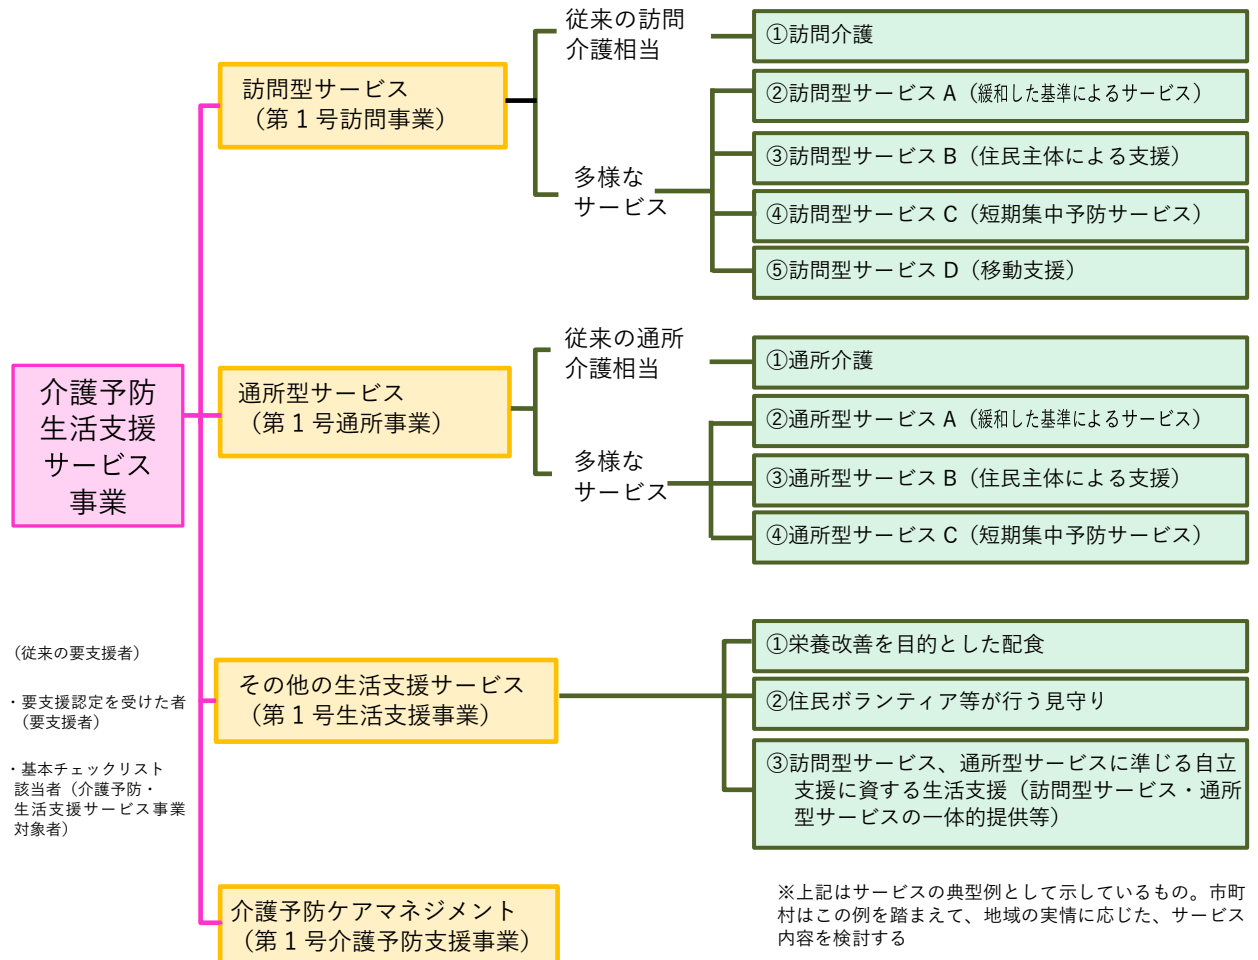 介護予防
生活支援
サービス
事業
（従来の要支援者）
・要支援認定を受けた者
（要支援者）
・基本チェックリスト
該当者（介護予防・
生活支援サービス事業
対象者）
訪問型サービス
（第１号訪問事業）
従来の訪問
介護相当
①訪問介護
多様な
サービス
②訪問型サービス A（緩和した基準によるサービス）
③訪問型サービス B（住民主体による支援）
④訪問型サービス C（短期集中予防サービス）
⑤訪問型サービス D（移動支援）
通所型サービス
（第１号通所事業）
従来の通所
介護相当
①通所介護
多様な
サービス
②通所型サービス A（緩和した基準によるサービス）
③通所型サービス B（住民主体による支援）
④通所型サービス C（短期集中予防サービス）
その他の生活支援サービス
（第１号生活支援事業）
①栄養改善を目的とした配食
②住民ボランティア等が行う見守り
③訪問型サービス、通所型サービスに準じる自立
支援に資する生活支援（訪問型サービス・通所
型サービスの一体的提供等）
介護予防ケアマネジメント
（第１号介護予防支援事業）
※上記はサービスの典型例として示しているもの。市町
村はこの例を踏まえて、地域の実情に応じた、サービス
内容を検討する